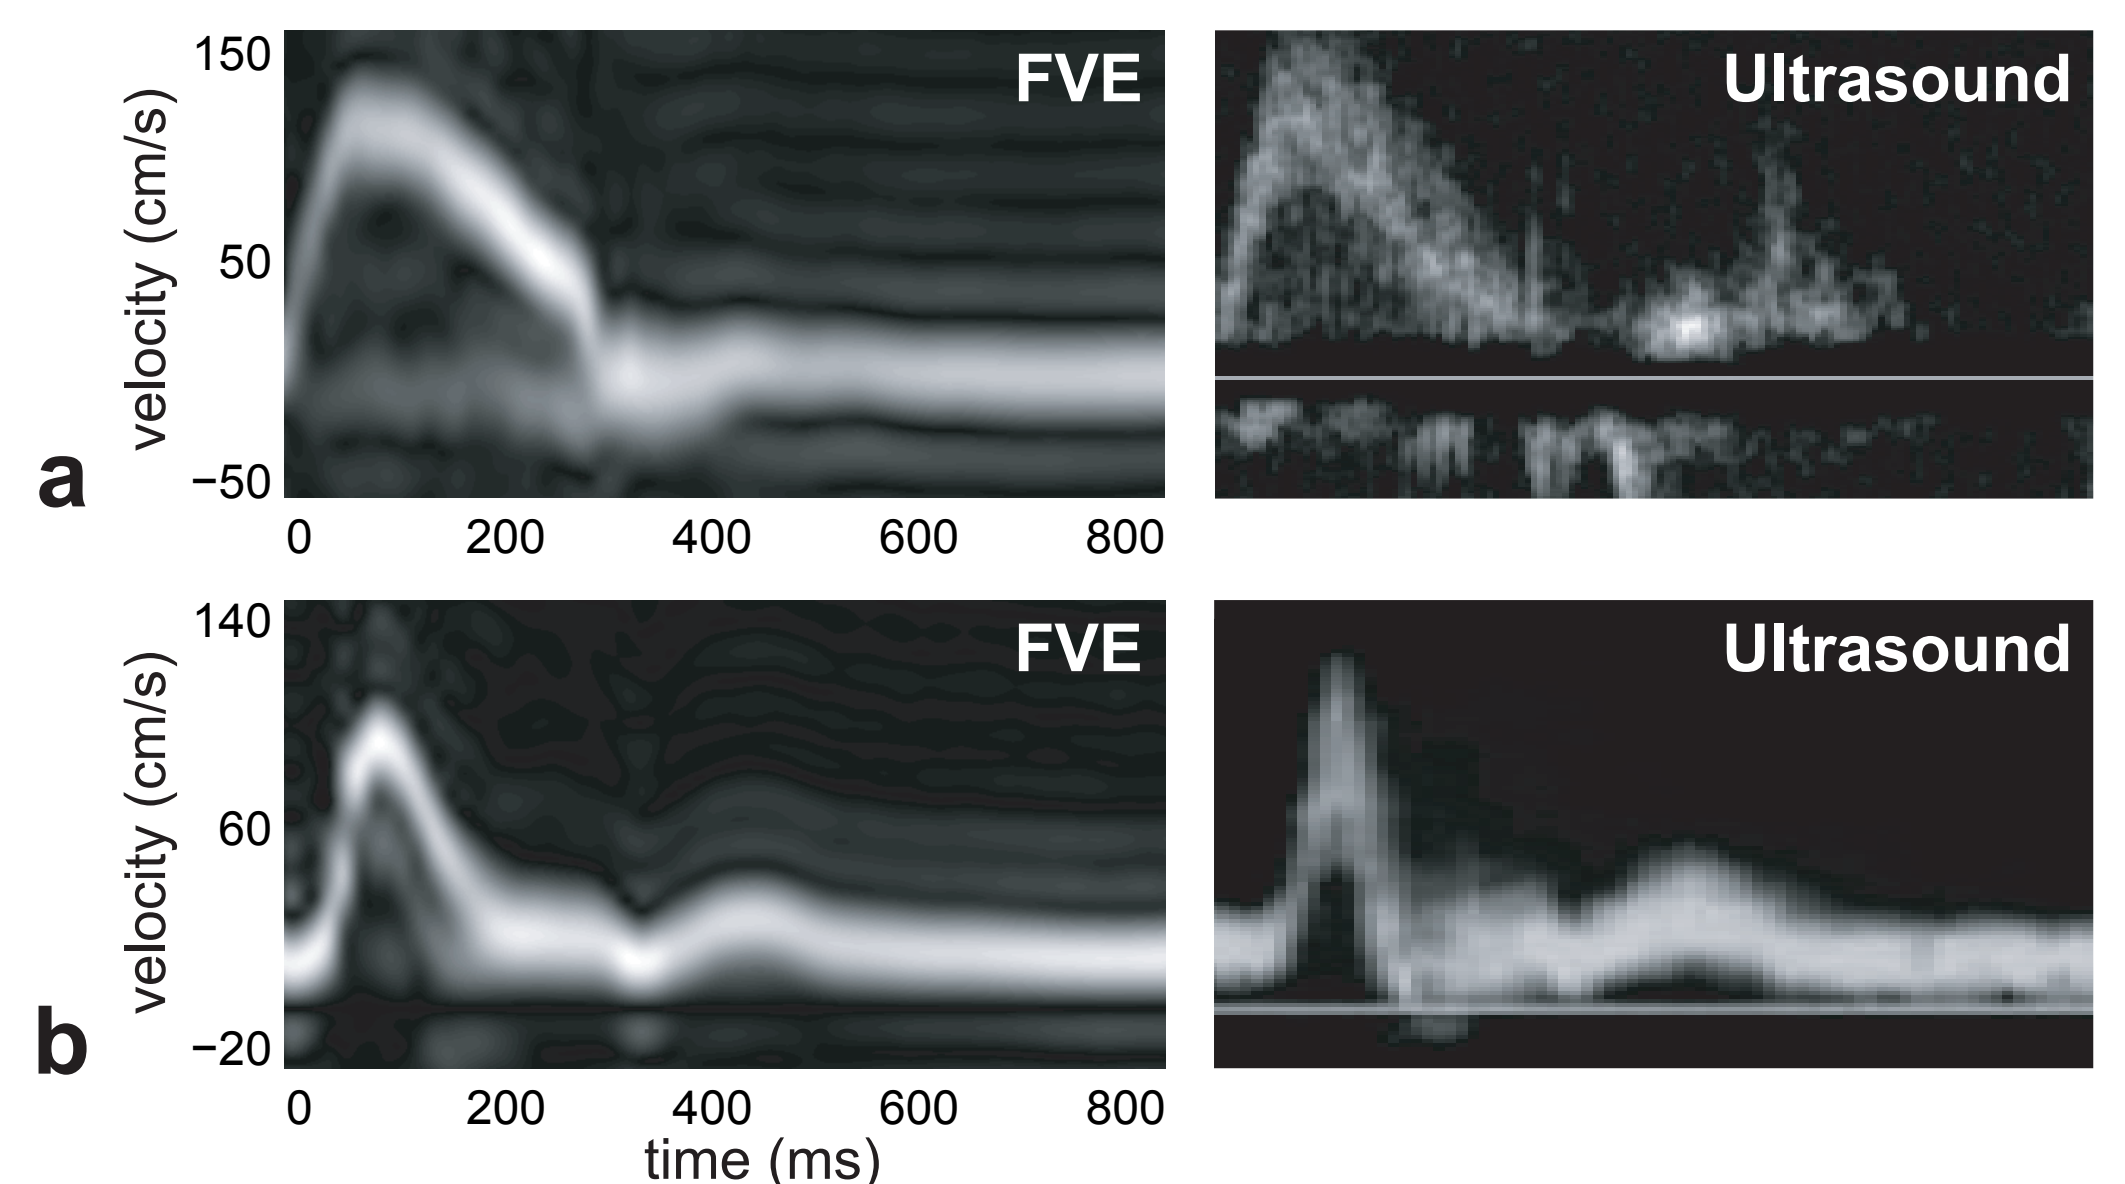 150
50
−50
velocity (cm/s)
FVE
Ultrasound
a
0 200 400 600 800
140
60
−20
velocity (cm/s)
FVE
Ultrasound
b
0 200 400 600 800
time (ms)